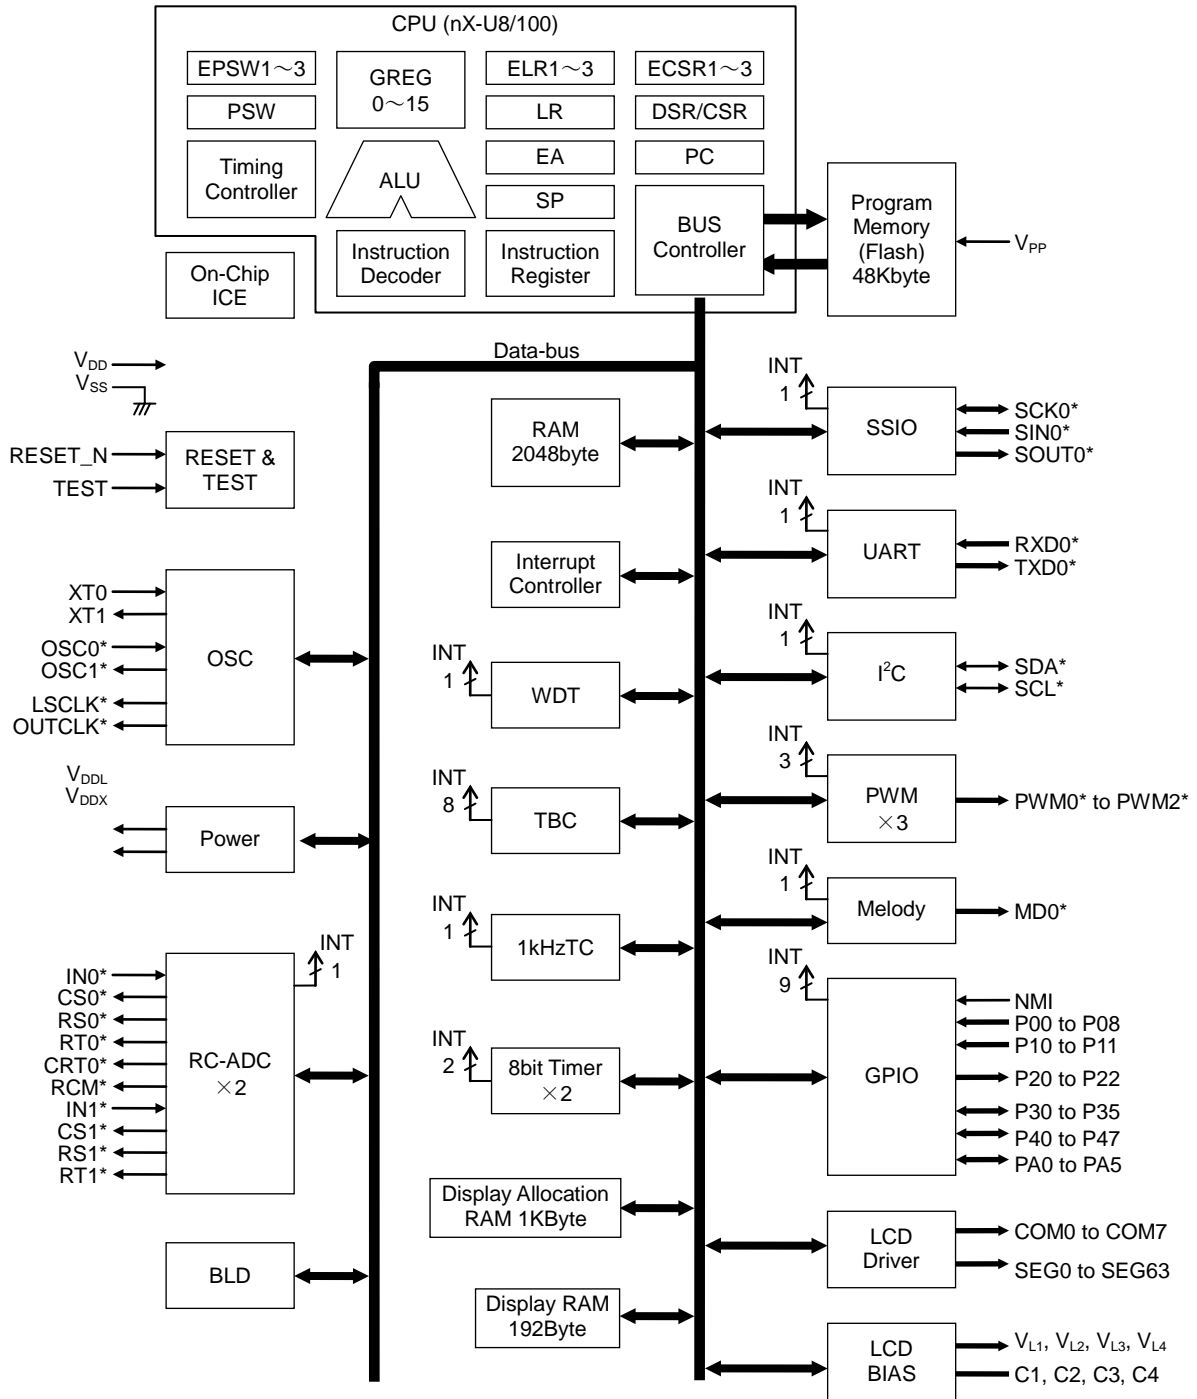 CPU (nX-U8/100)
EPSW1～3
GREG
0～15
ELR1～3
ECSR1～3
PSW
LR
DSR/CSR
Timing
Controller
ALU
EA
PC
SP
BUS
Controller
Program
Memory
(Flash)
48Kbyte
VPP
Instruction
Decoder
Instruction
Register
On-Chip
ICE
Data-bus
VDD
VSS
RESET_N
TEST
RESET &
TEST
XT0
XT1
OSC0*
OSC1*
LSCLK*
OUTCLK*
OSC
VDDL
VDDX
Power
IN0*
CS0*
RS0*
RT0*
CRT0*
RCM*
IN1*
CS1*
RS1*
RT1*
RC-ADC
×2
INT
1
BLD
RAM
2048byte
Interrupt
Controller
INT
1
WDT
INT
8
TBC
INT
1
1kHzTC
INT
2
8bit Timer
×2
Display Allocation
RAM 1KByte
Display RAM
192Byte
INT
1
SSIO
SCK0*
SIN0*
SOUT0*
INT
1
UART
RXD0*
TXD0*
INT
1
I²C
SDA*
SCL*
INT
3
PWM
×3
PWM0* to PWM2*
INT
1
Melody
MD0*
INT
9
GPIO
NMI
P00 to P08
P10 to P11
P20 to P22
P30 to P35
P40 to P47
PA0 to PA5
LCD
Driver
COM0 to COM7
SEG0 to SEG63
LCD
BIAS
VL1, VL2, VL3, VL4
C1, C2, C3, C4